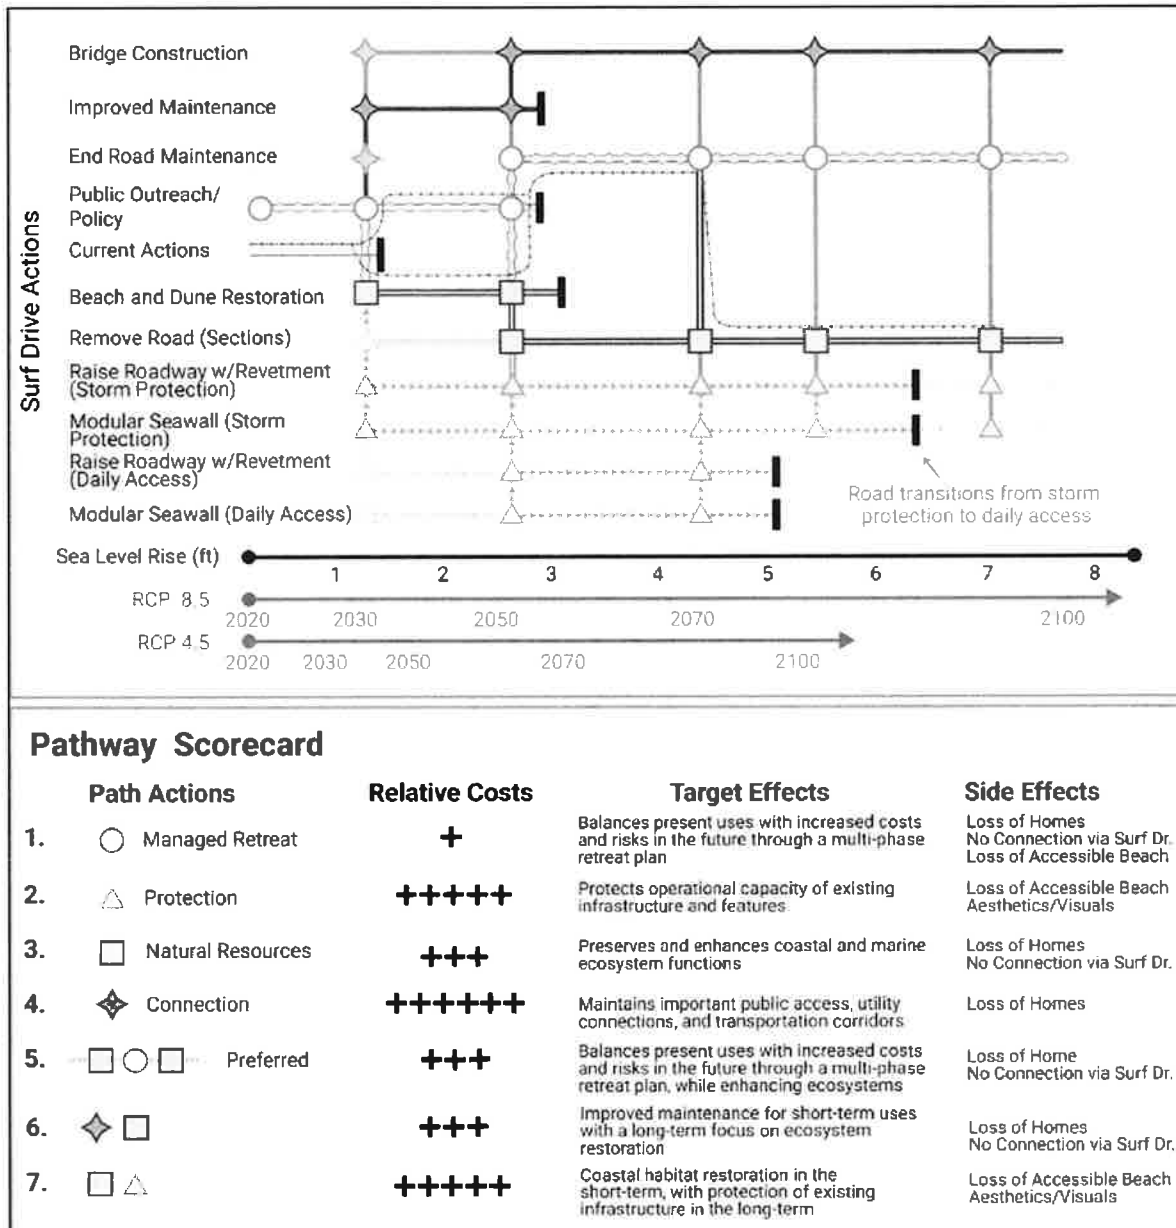 Surf Drive Actions
Bridge Construction
Improved Maintenance
End Road Maintenance
Public Outreach/
Policy
Current Actions
Beach and Dune Restoration
Remove Road (Sections)
Raise Roadway w/Revetment
(Storm Protection)
Modular Seawall (Storm
Protection)
Raise Roadway w/Revetment
(Daily Access)
Modular Seawall (Daily Access)
Road transitions from storm
protection to daily access
Sea Level Rise (ft)
1 2 3 4 5 6 7 8
RCP 8.5
2020 2030 2050 2070 2100
RCP 4.5
2020 2030 2050 2070 2100
Pathway Scorecard
Path Actions Relative Costs Target Effects Side Effects
1. Managed Retreat +
Balances present uses with increased costs
and risks in the future through a multi-phase
retreat plan
Loss of Homes
No Connection via Surf Dr.
Loss of Accessible Beach
2. Protection +++++
Protects operational capacity of existing
infrastructure and features
Loss of Accessible Beach
Aesthetics/Visuals
3. Natural Resources +++
Preserves and enhances coastal and marine
ecosystem functions
Loss of Homes
No Connection via Surf Dr.
4. Connection ++++++
Maintains important public access, utility
connections, and transportation corridors
Loss of Homes
5. Preferred +++
Balances present uses with increased costs
and risks in the future through a multi-phase
retreat plan, while enhancing ecosystems
Loss of Home
No Connection via Surf Dr.
6. +++
Improved maintenance for short-term uses
with a long-term focus on ecosystem
restoration
Loss of Homes
No Connection via Surf Dr.
7. +++++
Coastal habitat restoration in the
short-term, with protection of existing
infrastructure in the long-term
Loss of Accessible Beach
Aesthetics/Visuals